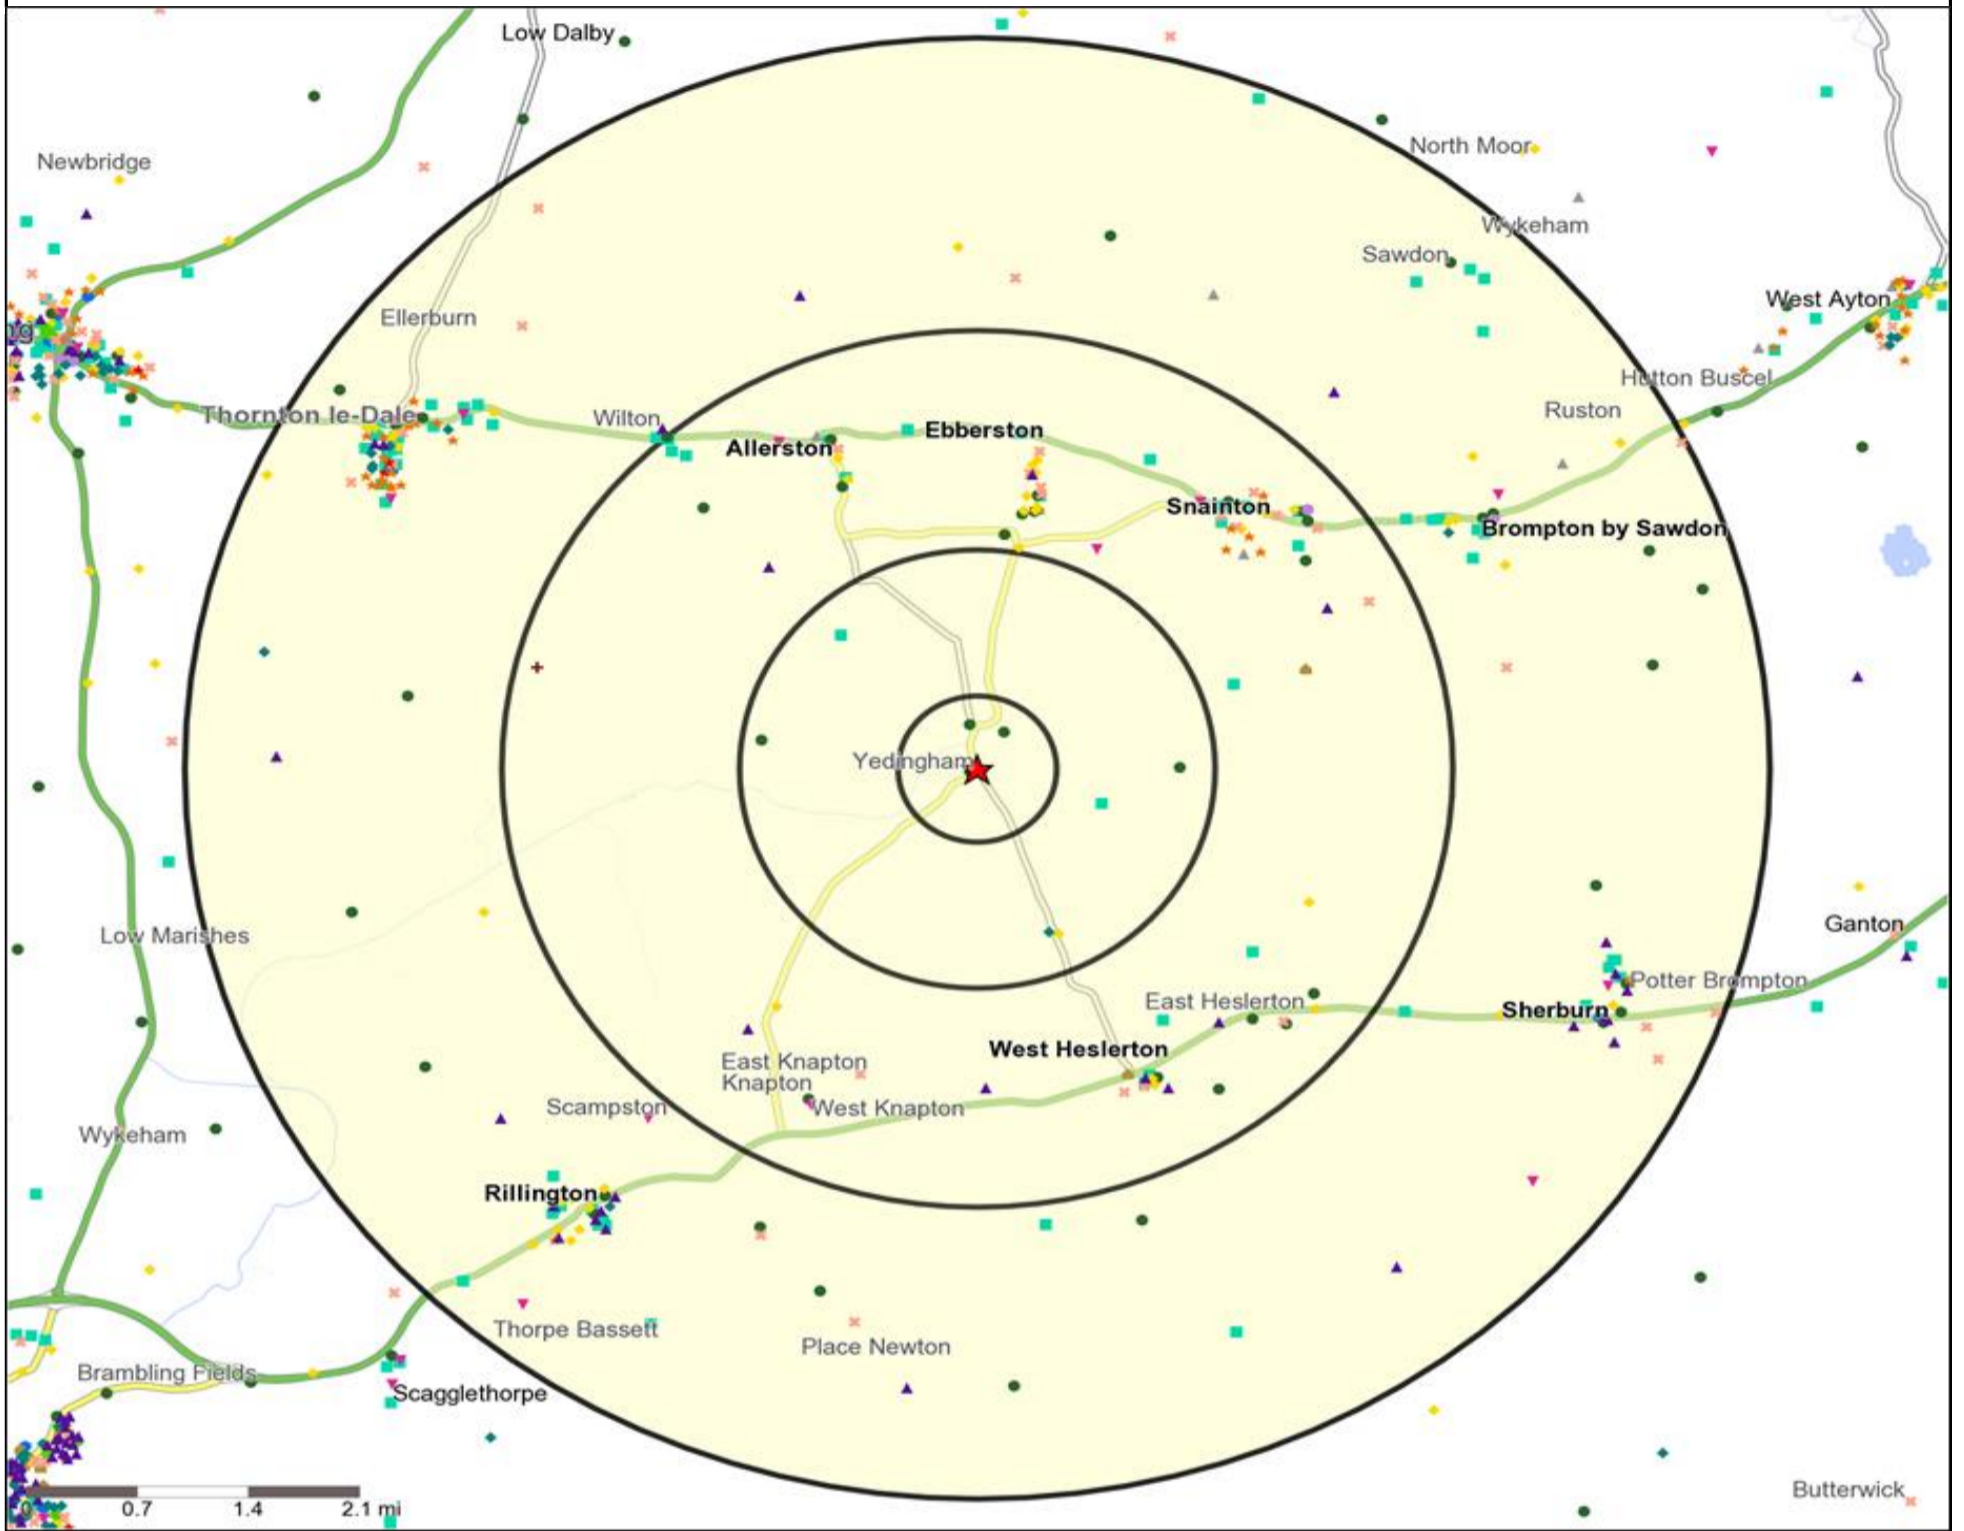 Low Dalby
North Moor
Newbridge
Wykeham
Sawdon
West Ayton
Ellerburn
ng
Hutton Buscel
Thornton le-Dale
Wilton
Ruston
Ebberston
Allerston
Snainton
Brompton by Sawdon
Yedingham
Ganton
Low Marishes
Potter Brompton
East Heslerton
Sherburn
West Heslerton
East Knapton
Knapton
Scampston
West Knapton
Wykeham
Rillington
Thorpe Bassett
Place Newton
Brambling Fields
Scagglethorpe
Butterwick
0 0.7 1.4 2.1 mi